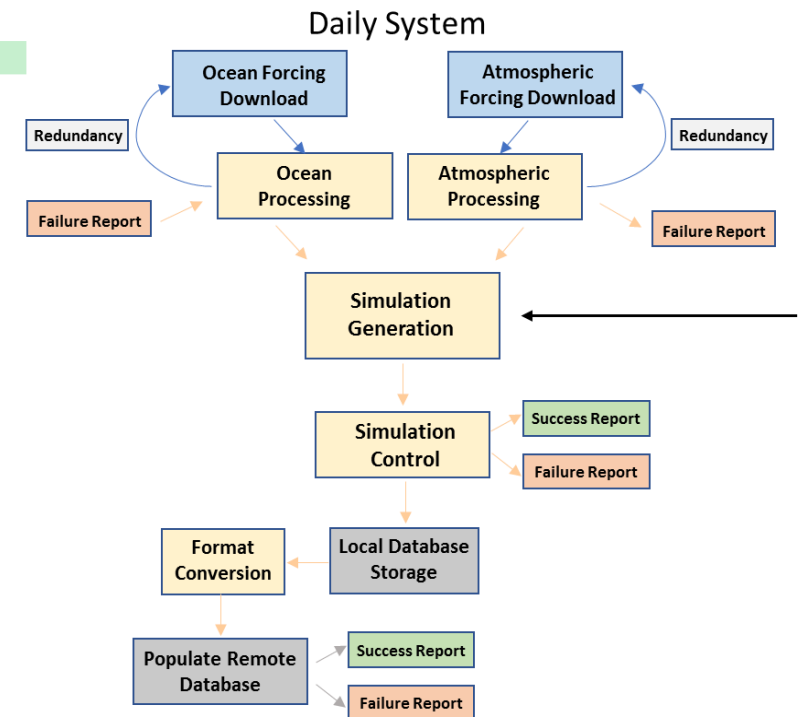 Daily System
Ocean Forcing
Download
Atmospheric
Forcing Download
Redundancy
Redundancy
Ocean
Processing
Atmospheric
Processing
Failure Report
Failure Report
Simulation
Generation
Simulation
Control
Success Report
Failure Report
Format
Conversion
Local Database
Storage
Populate Remote
Database
Success Report
Failure Report